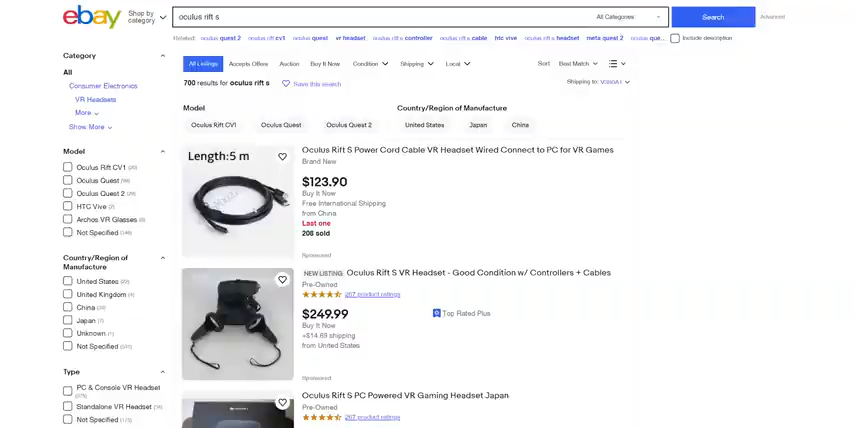 ebay
Shop by
category
oculus rift s
All Categories
Search
Advanced
Related: oculus quest 2 oculus rift cv1 oculus quest vr headset oculus rift s controller oculus rift s cable htc vive oculus rift s headset meta quest 2 oculus que...
Include description
Category
All
Consumer Electronics
VR Headsets
More
Show More
Model
Oculus Rift CV1
Oculus Quest
Oculus Quest 2
HTC Vive
Archos VR Glasses
Not Specified
Country/Region of
Manufacture
United States
United Kingdom
China
Japan
Unknown
Not Specified
Type
PC & Console VR Headset
Standalone VR Headset
Not Specified
All Listings Accepts Offers Auction Buy It Now Condition Shipping Local
Sort Best Match
700 results for oculus rift s
Save this search
Shipping to:
Model
Oculus Rift CV1 Oculus Quest Oculus Quest 2
Country/Region of Manufacture
United States Japan China
Length:5 m
Oculus Rift S Power Cord Cable VR Headset Wired Connect to PC for VR Games
Brand New
$123.90
Buy It Now
Free International Shipping
from China
Last one
208 sold
Sponsored
NEW LISTING Oculus Rift S VR Headset - Good Condition w/ Controllers + Cables
Pre-Owned
267 product ratings
$249.99
Buy It Now
+$14.69 shipping
from United States
Top Rated Plus
Sponsored
Oculus Rift S PC Powered VR Gaming Headset Japan
Pre-Owned
267 product ratings